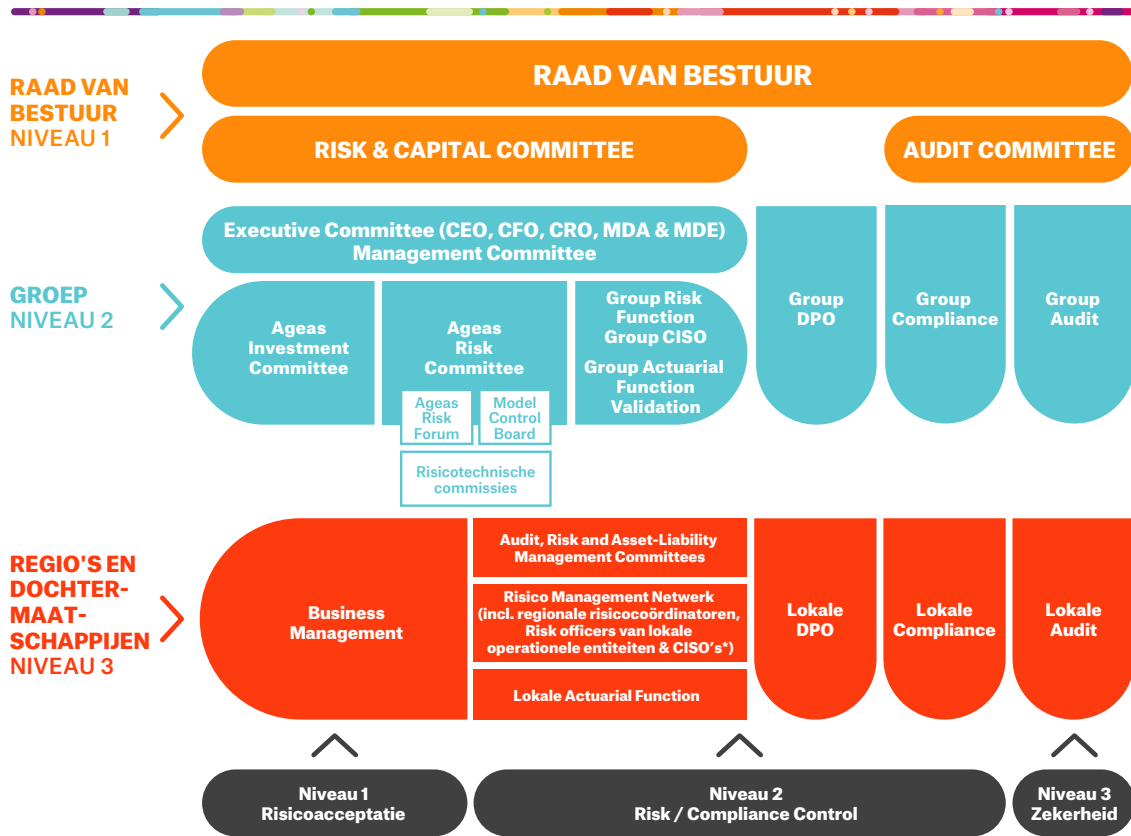 RAAD VAN
BESTUUR
NIVEAU 1
RAAD VAN BESTUUR
RISK & CAPITAL COMMITTEE
AUDIT COMMITTEE
GROEP
NIVEAU 2
Executive Committee (CEO, CFO, CRO, MDA & MDE)
Management Committee
Ageas
Investment
Committee
Ageas
Risk
Committee
Ageas
Risk
Forum
Model
Control
Board
Risicotechnische
commissies
Group Risk
Function
Group CISO
Group Actuarial
Function
Validation
Group
DPO
Group
Compliance
Group
Audit
REGIO'S EN
DOCHTER-
MAAT-
SCHAPPIJEN
NIVEAU 3
Business
Management
Audit, Risk and Asset-Liability
Management Committees
Risico Management Netwerk
(incl. regionale risicocoördinatoren,
Risk officers van lokale
operationele entiteiten & CISO's*)
Lokale Actuarial Function
Lokale
DPO
Lokale
Compliance
Lokale
Audit
Niveau 1
Risicoacceptatie
Niveau 2
Risk / Compliance Control
Niveau 3
Zekerheid